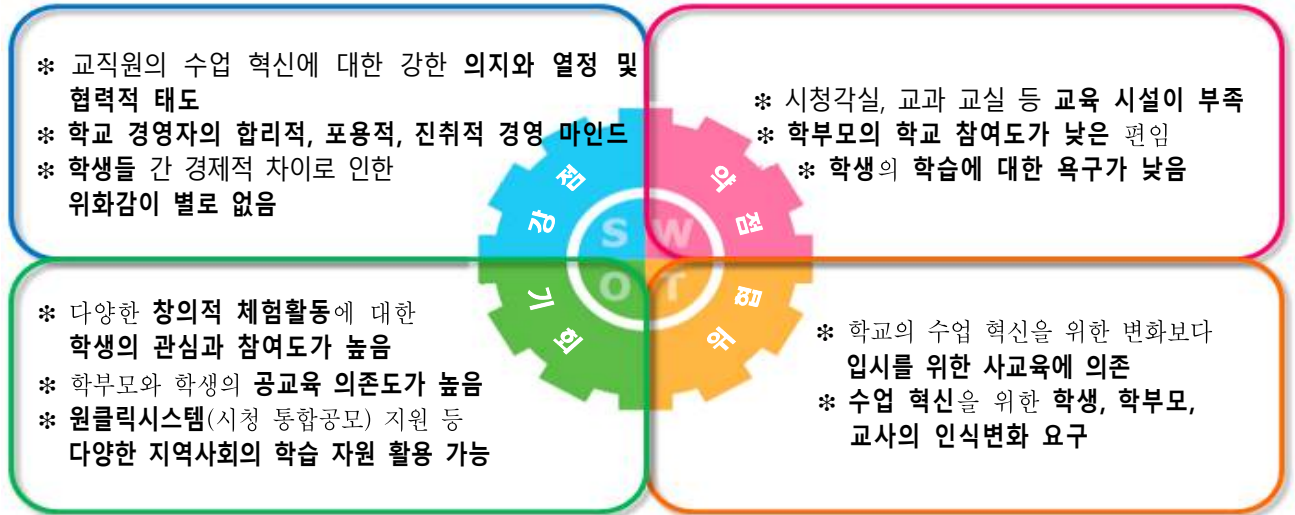 ❇ 교직원의 수업 혁신에 대한 강한 의지와 열정 및
협력적 태도
❇ 학교 경영자의 합리적, 포용적, 진취적 경영 마인드
❇ 학생들 간 경제적 차이로 인한
위화감이 별로 없음
❇ 시청각실, 교과 교실 등 교육 시설이 부족
❇ 학부모의 학교 참여도가 낮은 편임
❇ 학생의 학습에 대한 욕구가 낮음
강점
약점
S W
O T
기회
위협
❇ 다양한 창의적 체험활동에 대한
학생의 관심과 참여도가 높음
❇ 학부모와 학생의 공교육 의존도가 높음
❇ 원클릭시스템(시청 통합공모) 지원 등
다양한 지역사회의 학습 자원 활용 가능
❇ 학교의 수업 혁신을 위한 변화보다
입시를 위한 사교육에 의존
❇ 수업 혁신을 위한 학생, 학부모,
교사의 인식변화 요구